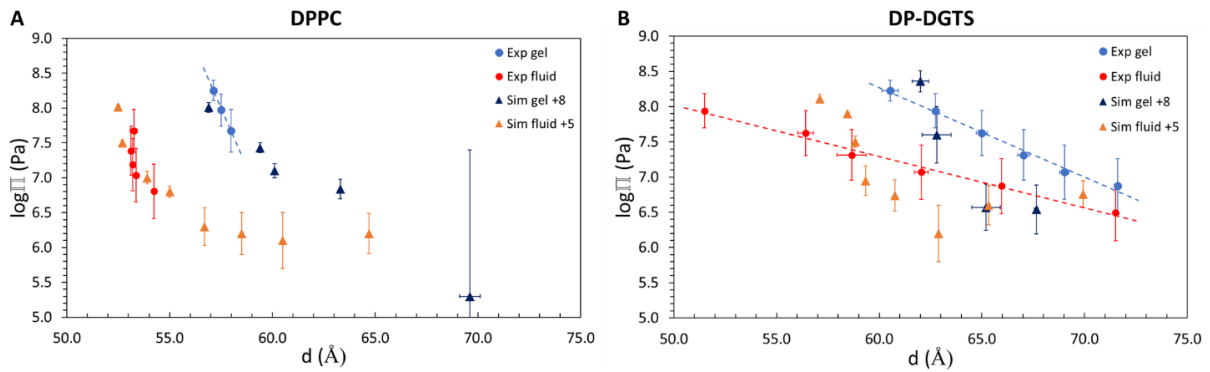 A
DPPC
9.0
8.5
8.0
7.5
7.0
6.5
6.0
5.5
5.0
logΠ (Pa)
50.0 55.0 60.0 65.0 70.0 75.0
d (Å)
Exp gel
Exp fluid
Sim gel +8
Sim fluid +5
B
DP-DGTS
9.0
8.5
8.0
7.5
7.0
6.5
6.0
5.5
5.0
logΠ (Pa)
50.0 55.0 60.0 65.0 70.0 75.0
d (Å)
Exp gel
Exp fluid
Sim gel +8
Sim fluid +5